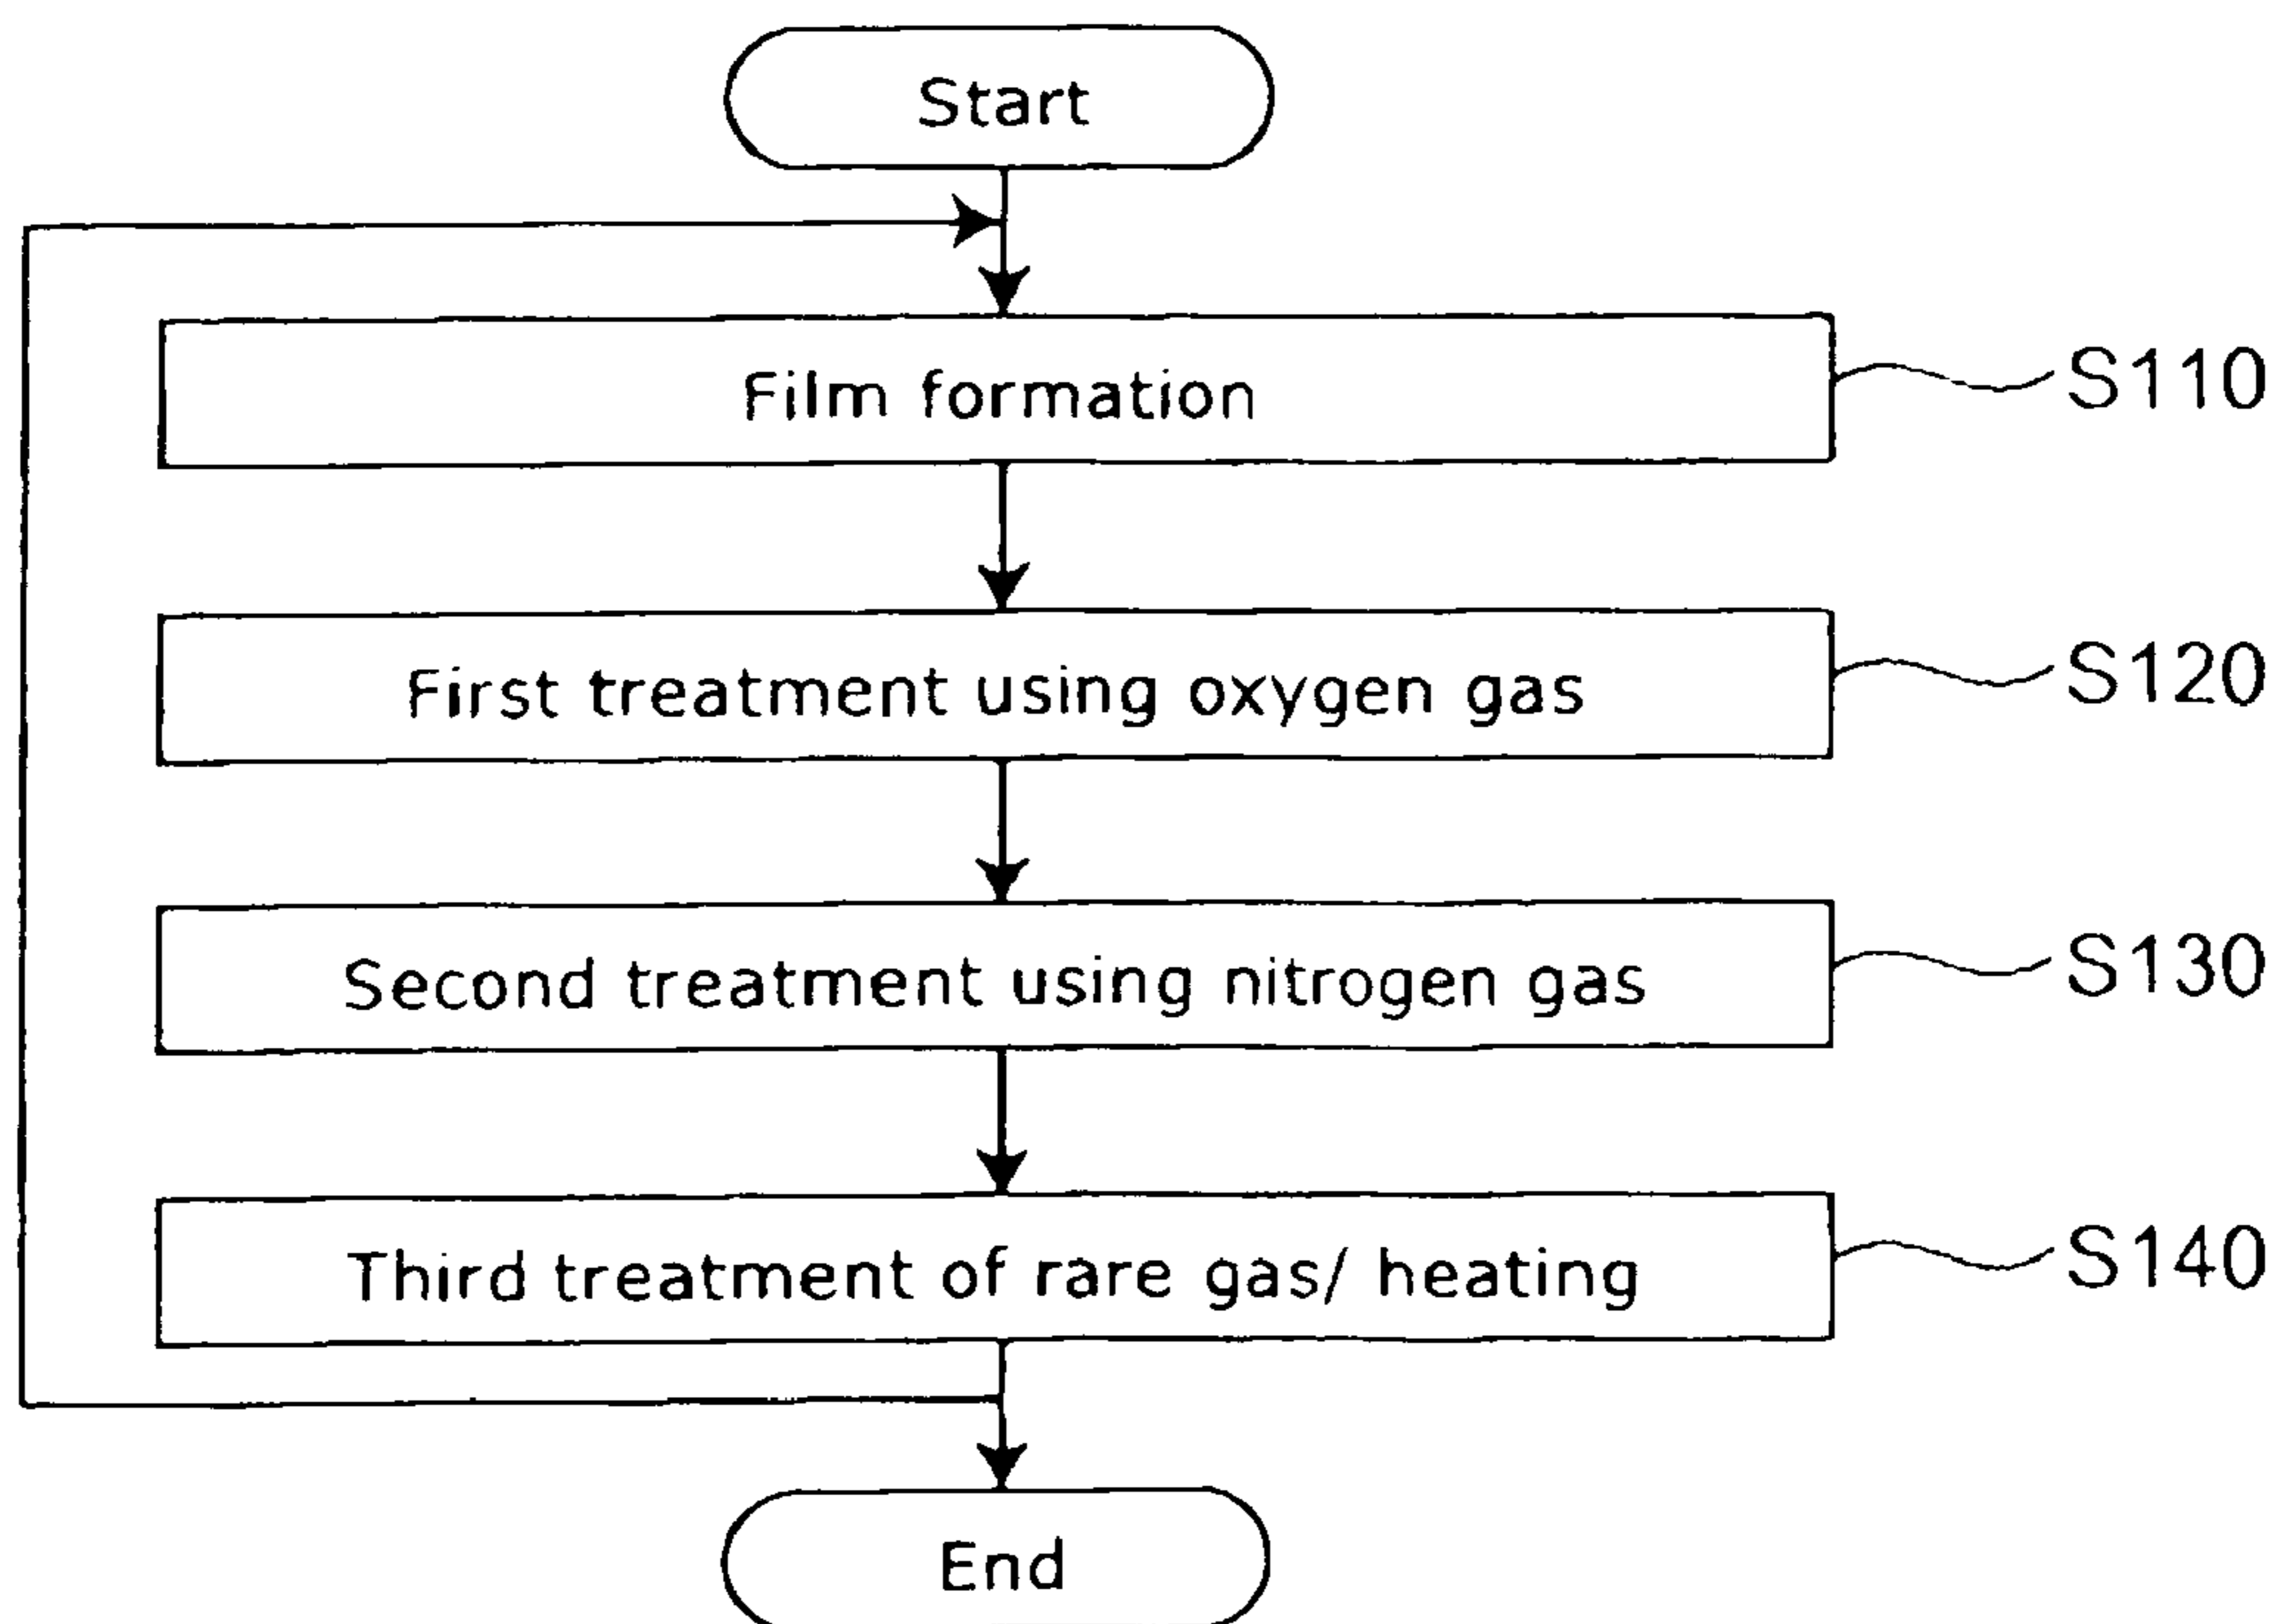 Start
Film formation
S110
First treatment using oxygen gas
S120
Second treatment using nitrogen gas
S130
Third treatment of rare gas/ heating
S140
End